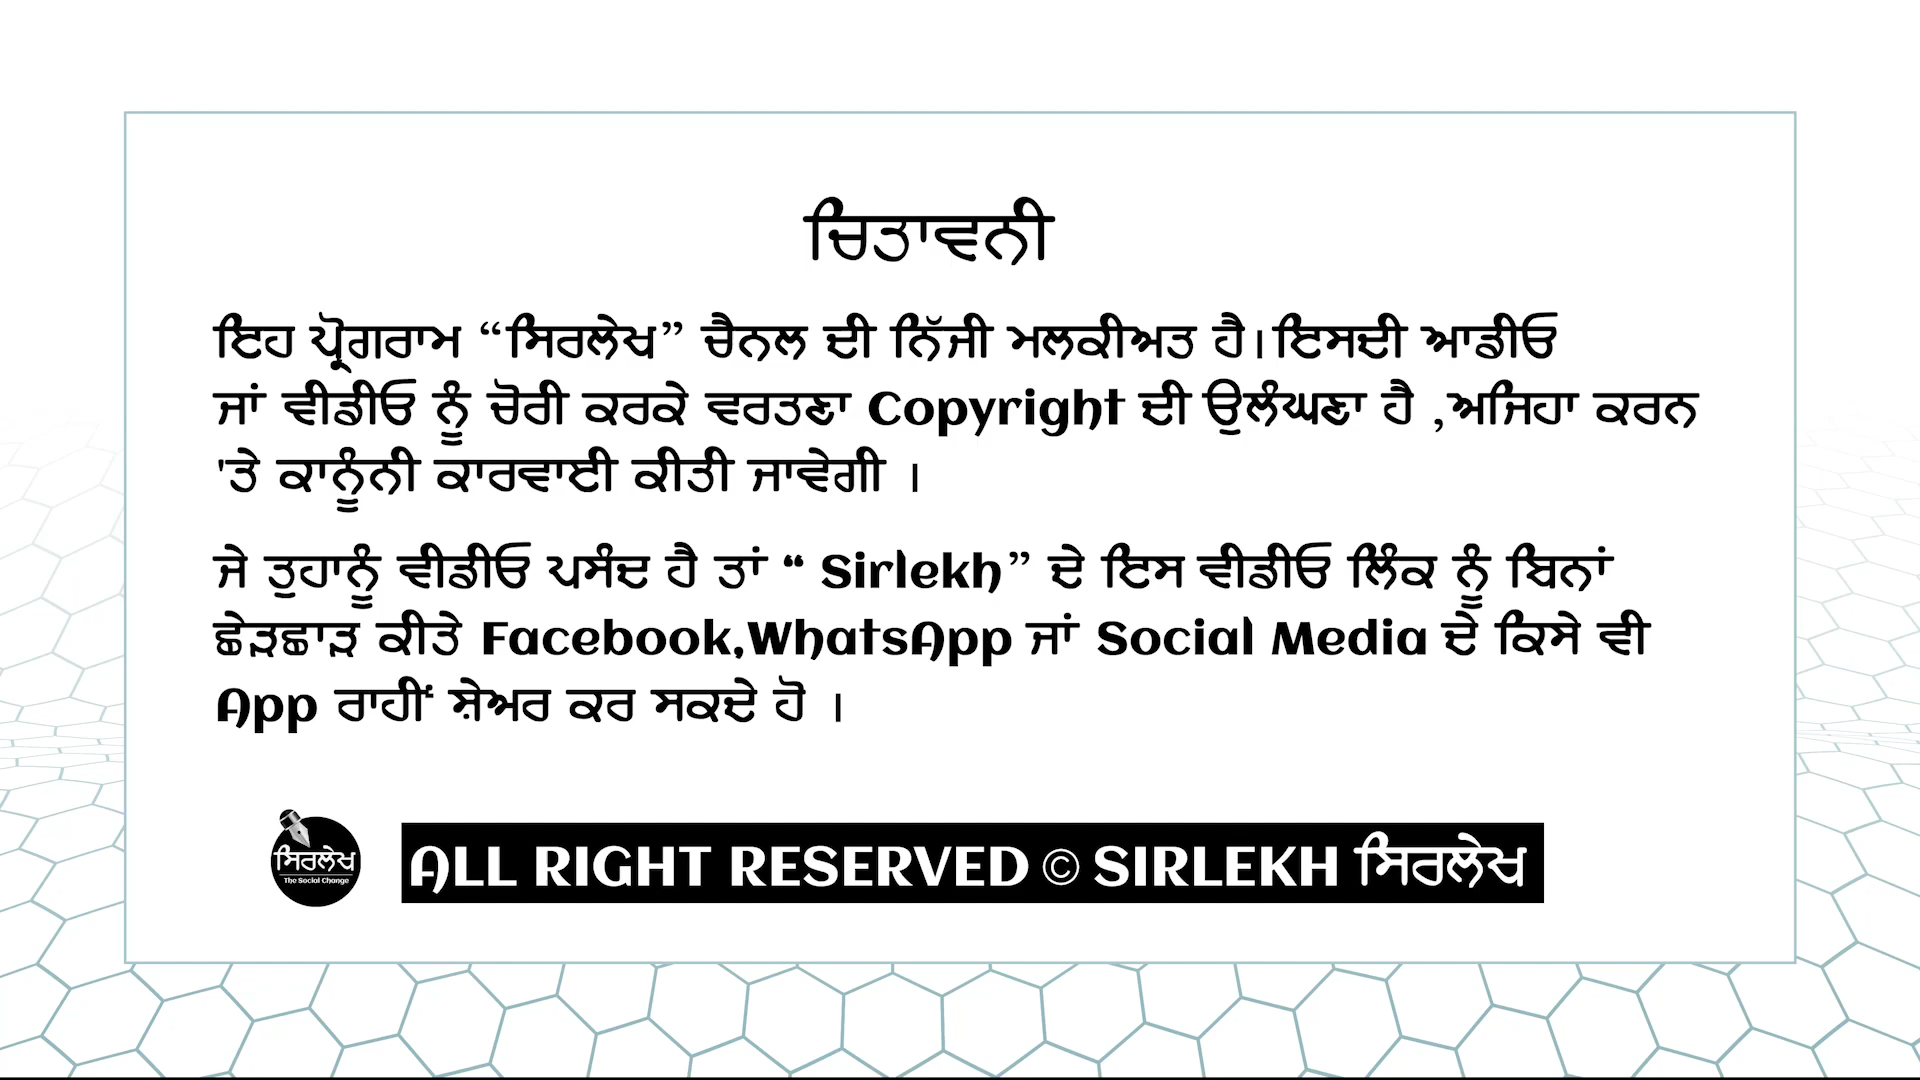 ਚਿਤਾਵਨੀ
ਇਹ ਪ੍ਰੋਗਰਾਮ “ਸਿਰਲੇਖ” ਚੈਨਲ ਦੀ ਨਿੱਜੀ ਮਲਕੀਅਤ ਹੈ।ਇਸਦੀ ਆਡੀਓ
ਜਾਂ ਵੀਡੀਓ ਨੂੰ ਚੋਰੀ ਕਰਕੇ ਵਰਤਣਾ Copyright ਦੀ ਉਲੰਘਣਾ ਹੈ ,ਅਜਿਹਾ ਕਰਨ
'ਤੇ ਕਾਨੂੰਨੀ ਕਾਰਵਾਈ ਕੀਤੀ ਜਾਵੇਗੀ ।
ਜੇ ਤੁਹਾਨੂੰ ਵੀਡੀਓ ਪਸੰਦ ਹੈ ਤਾਂ “ Sirlekh” ਦੇ ਇਸ ਵੀਡੀਓ ਲਿੰਕ ਨੂੰ ਬਿਨਾਂ
ਛੇੜਛਾੜ ਕੀਤੇ Facebook,WhatsApp ਜਾਂ Social Media ਦੇ ਕਿਸੇ ਵੀ
App ਰਾਹੀਂ ਸ਼ੇਅਰ ਕਰ ਸਕਦੇ ਹੋ ।
ਸਿਰਲੇਖ
The Social Change
ALL RIGHT RESERVED © SIRLEKH ਸਿਰਲੇਖ